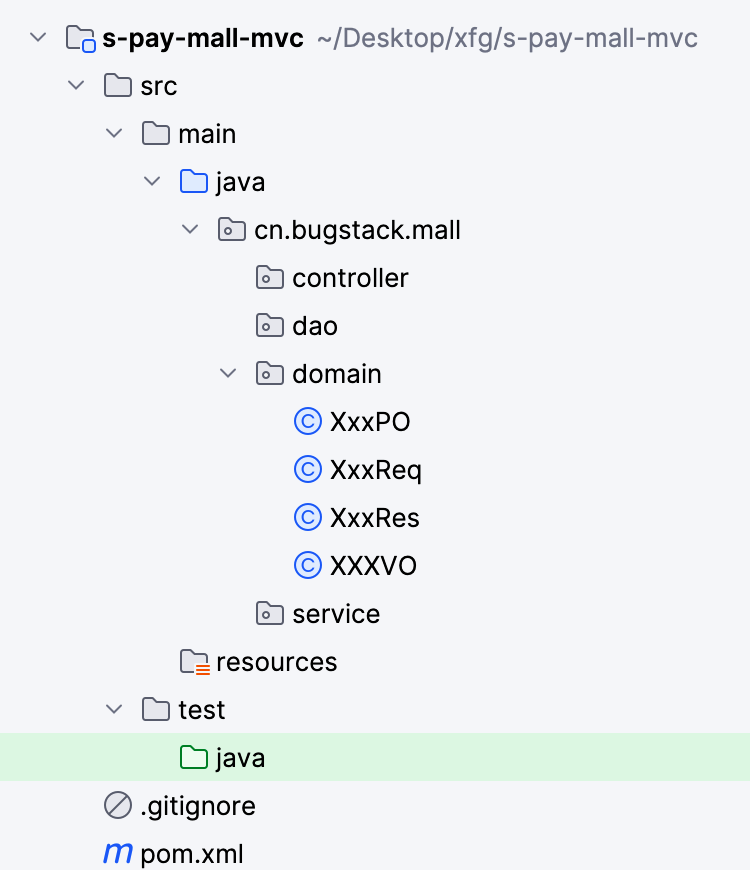 s-pay-mall-mvc ~/Desktop/xfg/s-pay-mall-mvc
src
main
java
cn.bugstack.mall
controller
dao
domain
XxxPO
XxxReq
XxxRes
XXXVO
service
resources
test
java
.gitignore
pom.xml